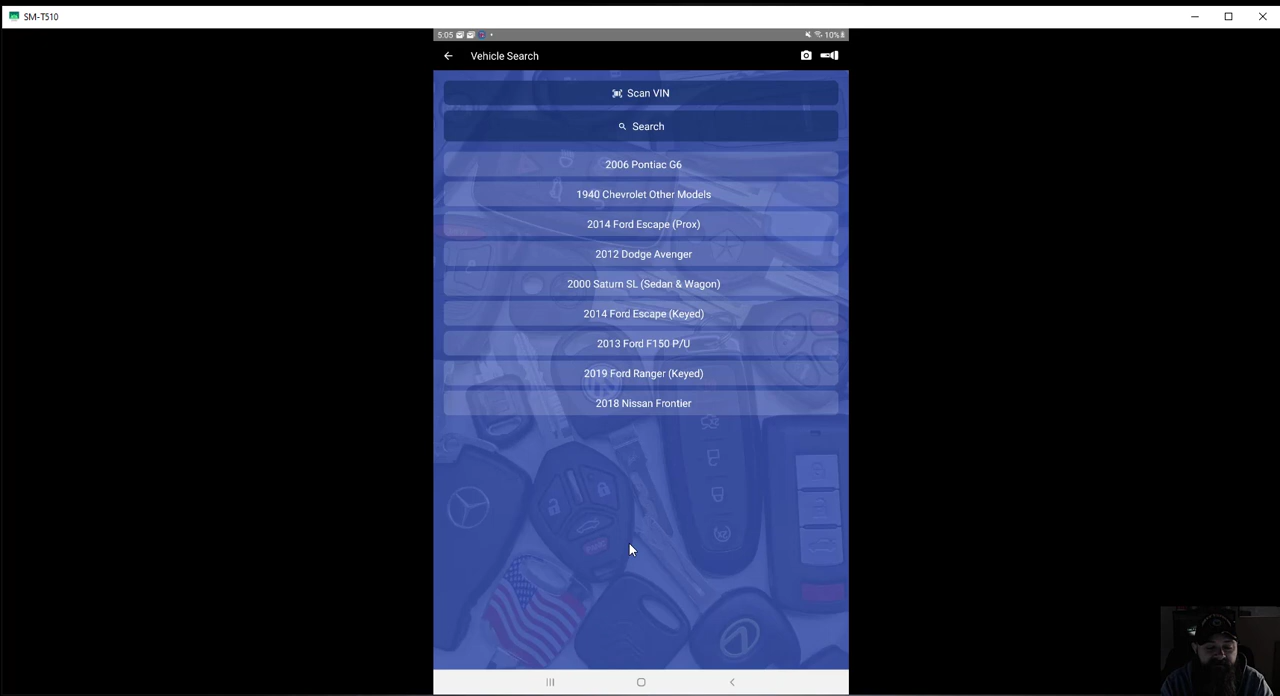 SM-T510
5:05
10%
Vehicle Search
Scan VIN
Search
2006 Pontiac G6
1940 Chevrolet Other Models
2014 Ford Escape (Prox)
2012 Dodge Avenger
2000 Saturn SL (Sedan & Wagon)
2014 Ford Escape (Keyed)
2013 Ford F150 P/U
2019 Ford Ranger (Keyed)
2018 Nissan Frontier